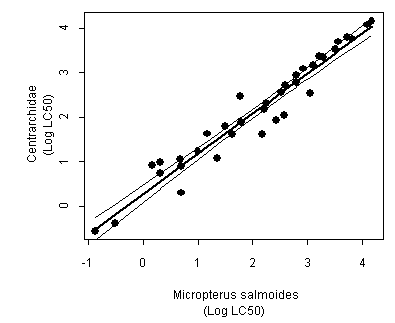 Centrarchidae
(Log LC50)
4
3
2
1
0
-1 0 1 2 3 4
Micropterus salmoides
(Log LC50)